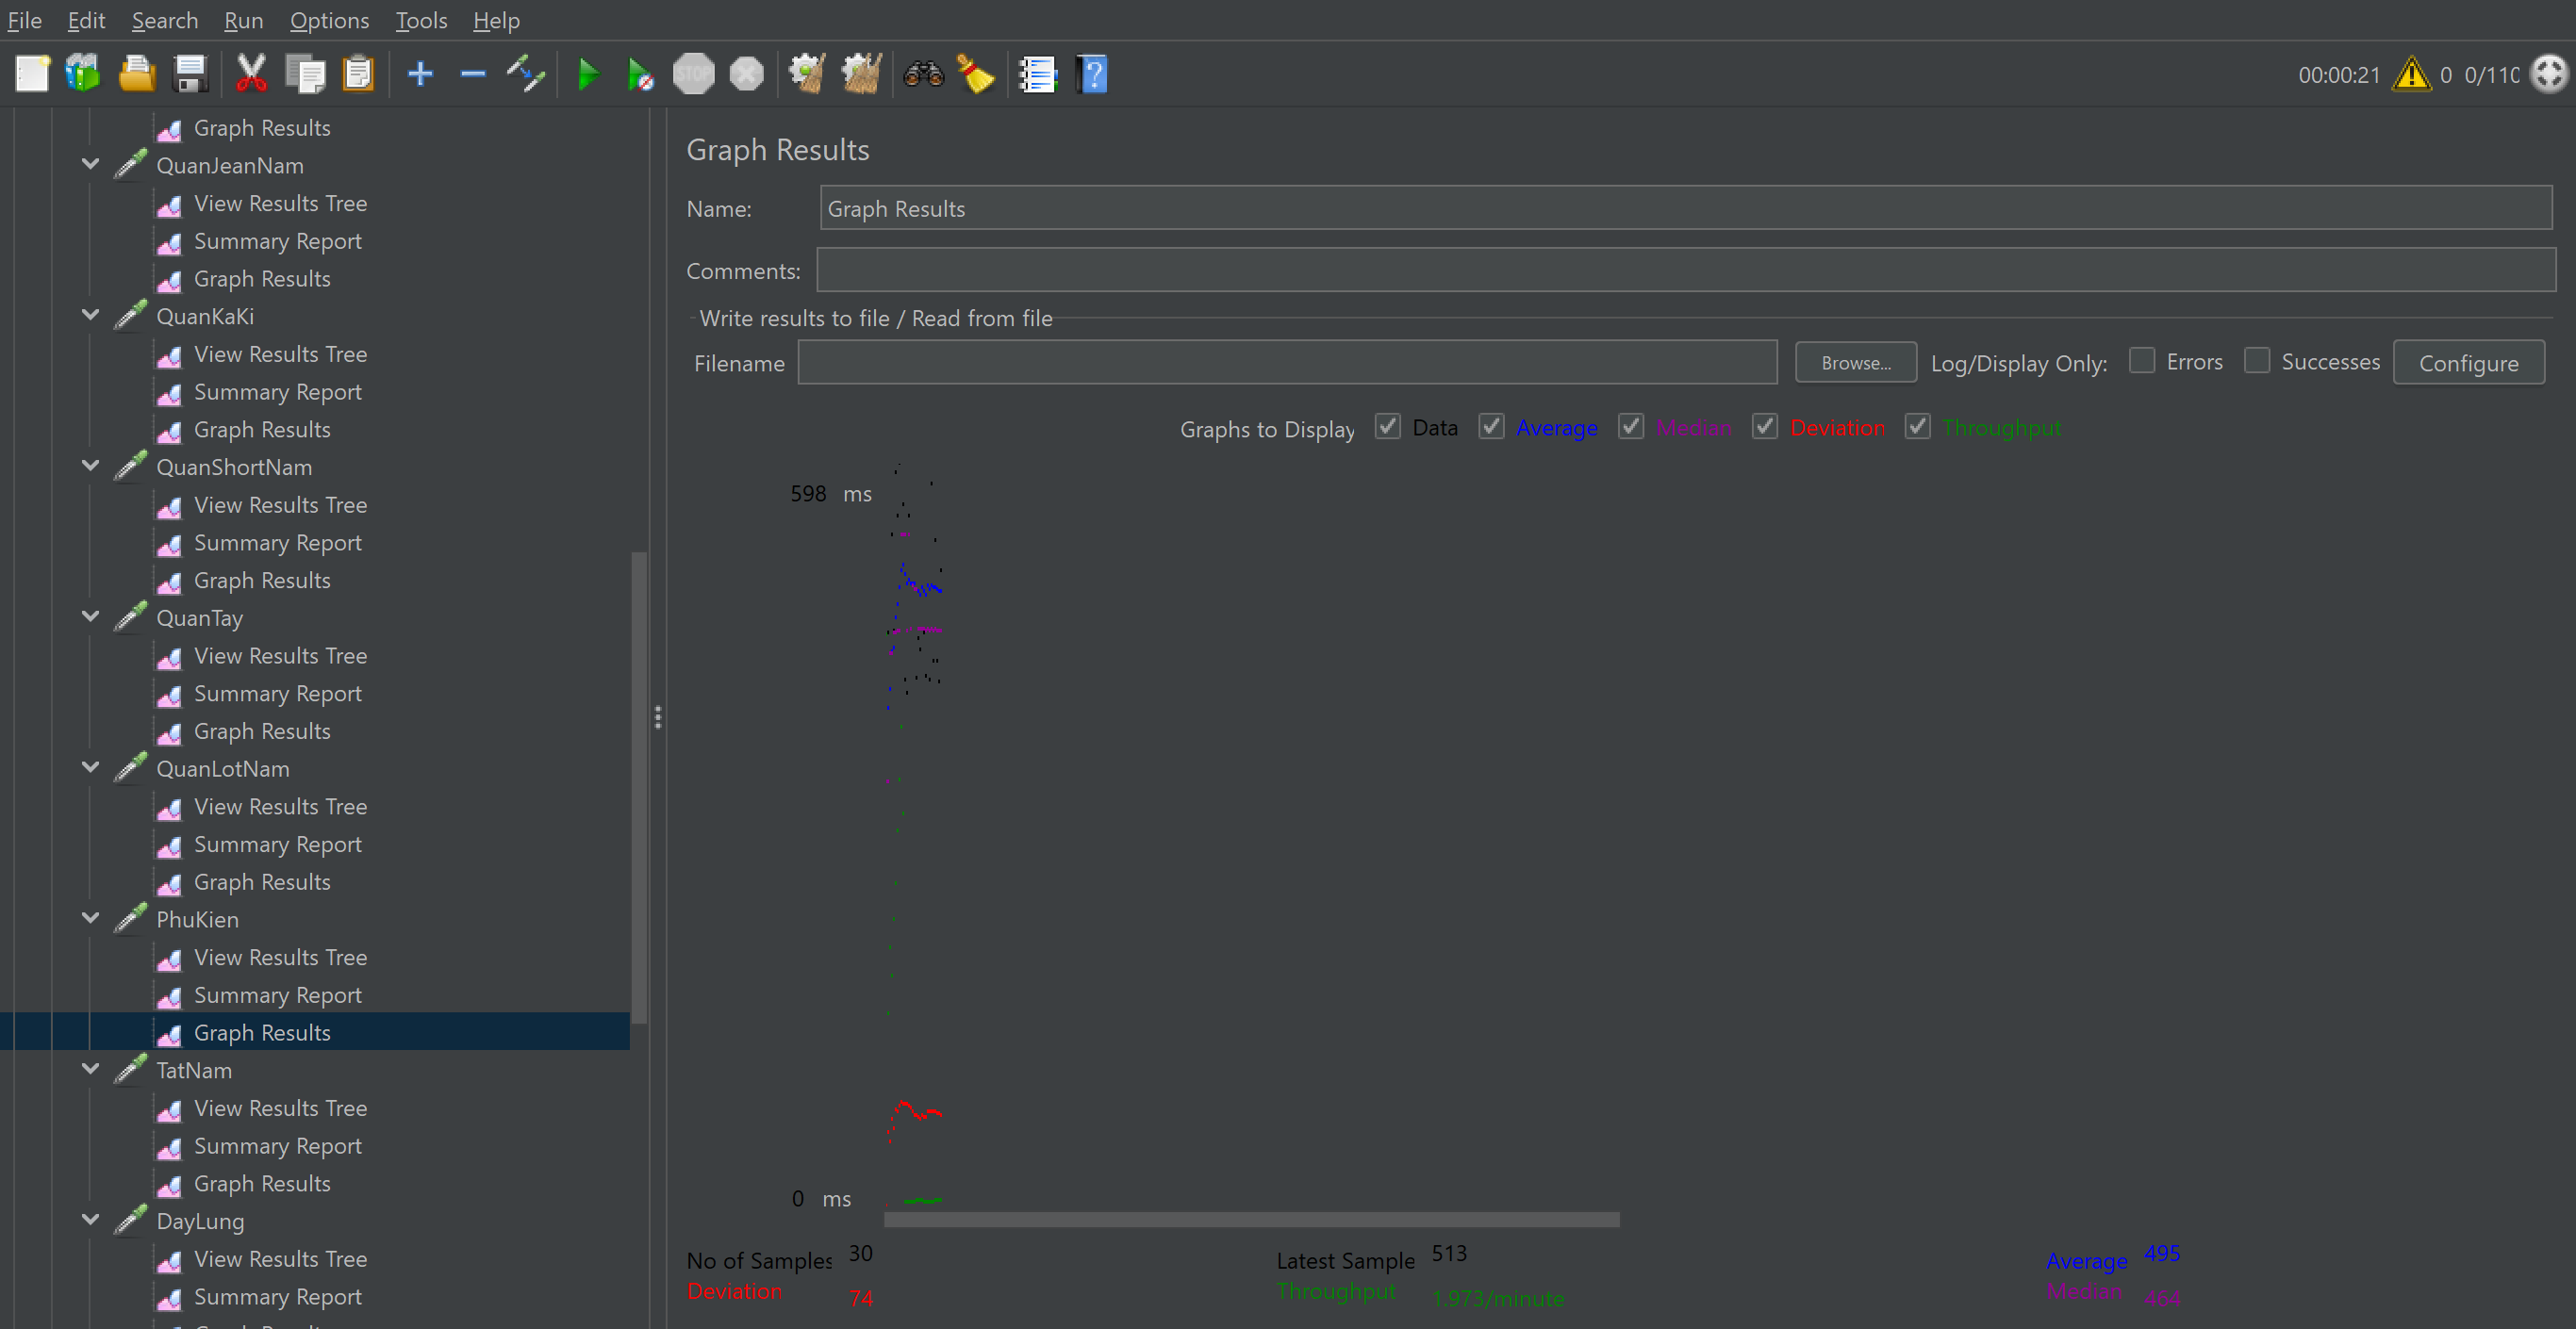 File Edit Search Run Options Tools Help
STOP
00:00:21 0 0/110
Graph Results
QuanJeanNam
View Results Tree
Summary Report
Graph Results
QuanKaKi
View Results Tree
Summary Report
Graph Results
QuanShortNam
View Results Tree
Summary Report
Graph Results
QuanTay
View Results Tree
Summary Report
Graph Results
QuanLotNam
View Results Tree
Summary Report
Graph Results
PhuKien
View Results Tree
Summary Report
Graph Results
TatNam
View Results Tree
Summary Report
Graph Results
DayLung
View Results Tree
Summary Report
Graph Results
Name: Graph Results
Comments:
Write results to file / Read from file
Filename Browse... Log/Display Only: Errors Successes Configure
Graphs to Display Data Average Median Deviation Throughput
598 ms
0 ms
No of Samples 30 Latest Sample 513 Average 495
Deviation 74 Throughput 1.973/minute Median 464